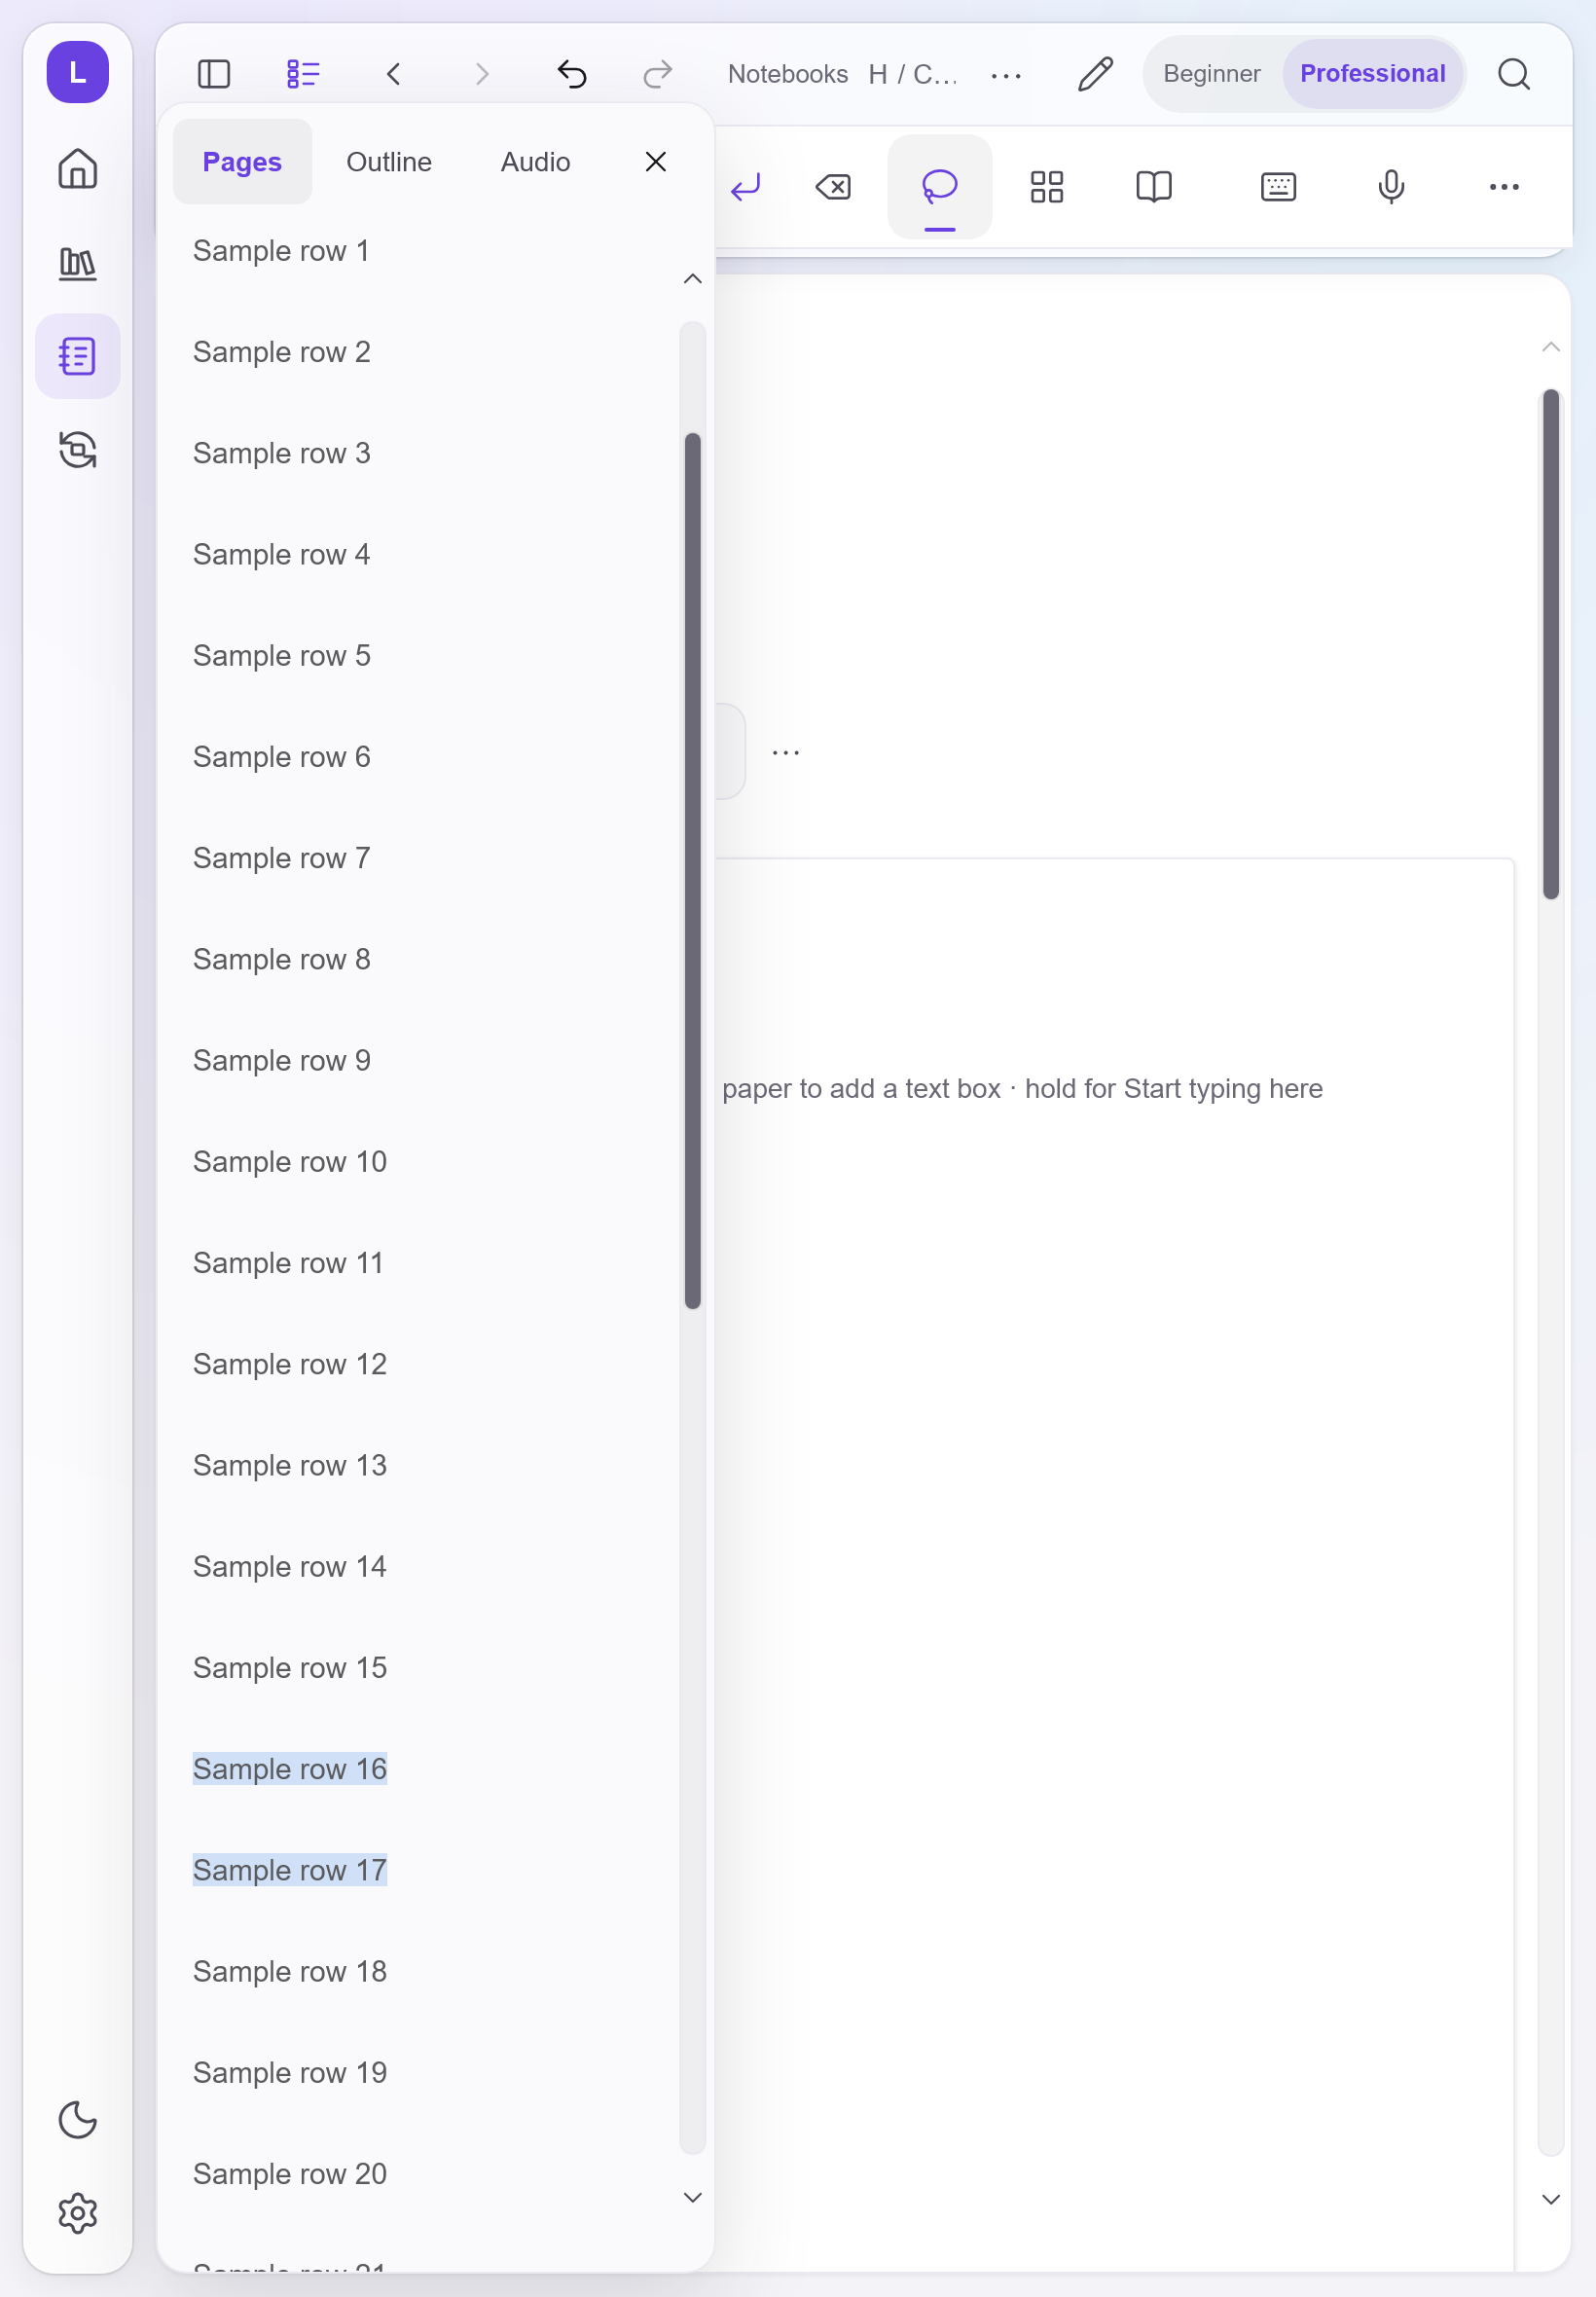 L
Notebooks H / C...
Beginner Professional
Pages Outline Audio
Sample row 1
Sample row 2
Sample row 3
Sample row 4
Sample row 5
Sample row 6
Sample row 7
Sample row 8
Sample row 9
paper to add a text box · hold for Start typing here
Sample row 10
Sample row 11
Sample row 12
Sample row 13
Sample row 14
Sample row 15
Sample row 16
Sample row 17
Sample row 18
Sample row 19
Sample row 20
Sample row 21